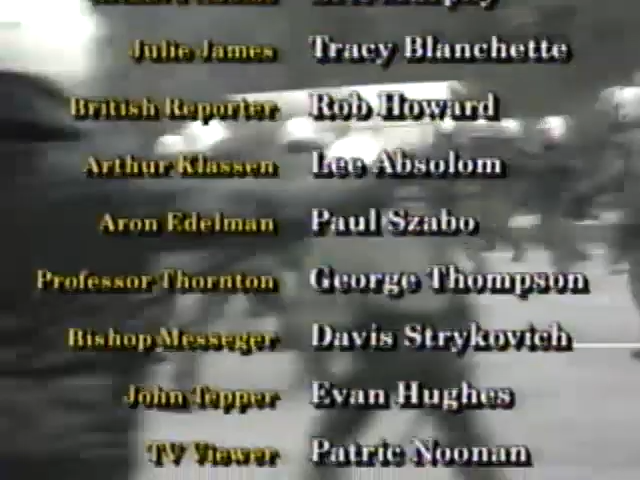 Julie James Tracy Blanchette
British Reporter Rob Howard
Arthur Klassen Lee Absolom
Aron Edelman Paul Szabo
Professor Thornton George Thompson
Bishop Messeger Davis Strykovich
John Tepper Evan Hughes
TV Viewer Patric Noonan